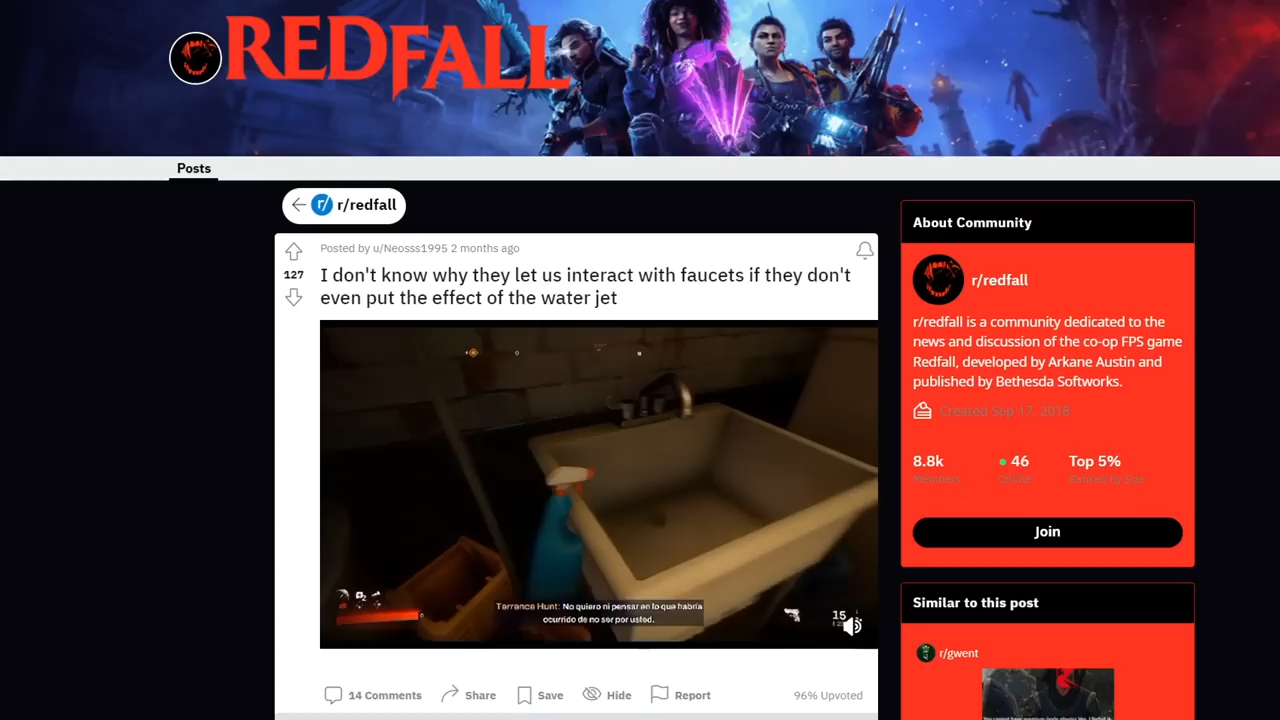 REDFALL
Posts
r/ r/redfall
Posted by u/Neosss1995 2 months ago
127
I don't know why they let us interact with faucets if they don't
even put the effect of the water jet
Terrence Hunt: No quiero ni pensar en lo que habría
ocurrido de no ser por usted.
15
14 Comments
Share
Save
Hide
Report
96% Upvoted
About Community
r/redfall
r/redfall is a community dedicated to the
news and discussion of the co-op FPS game
Redfall, developed by Arkane Austin and
published by Bethesda Softworks.
Created Sep 17, 2018
8.8k 46 Top 5%
Members Online Ranked by Size
Join
Similar to this post
r/gwent